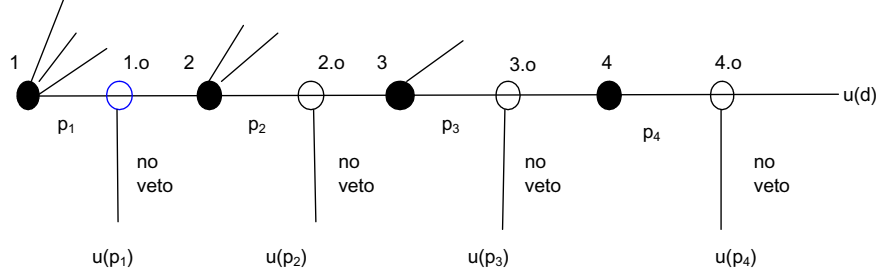 1 1.o 2 2.o 3 3.o 4 4.o
u(d)
p₁ p₂ p₃ p₄
no no no no
veto veto veto veto
u(p₁) u(p₂) u(p₃) u(p₄)